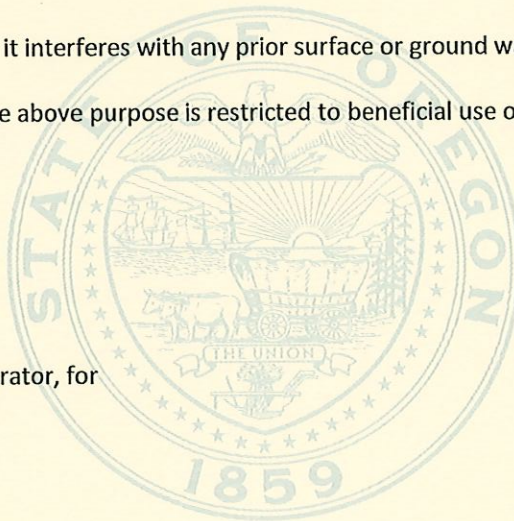 it interferes with any prior surface or ground w
e above purpose is restricted to beneficial use o
rator, for
STATE OF OREGON
THE UNION
1859